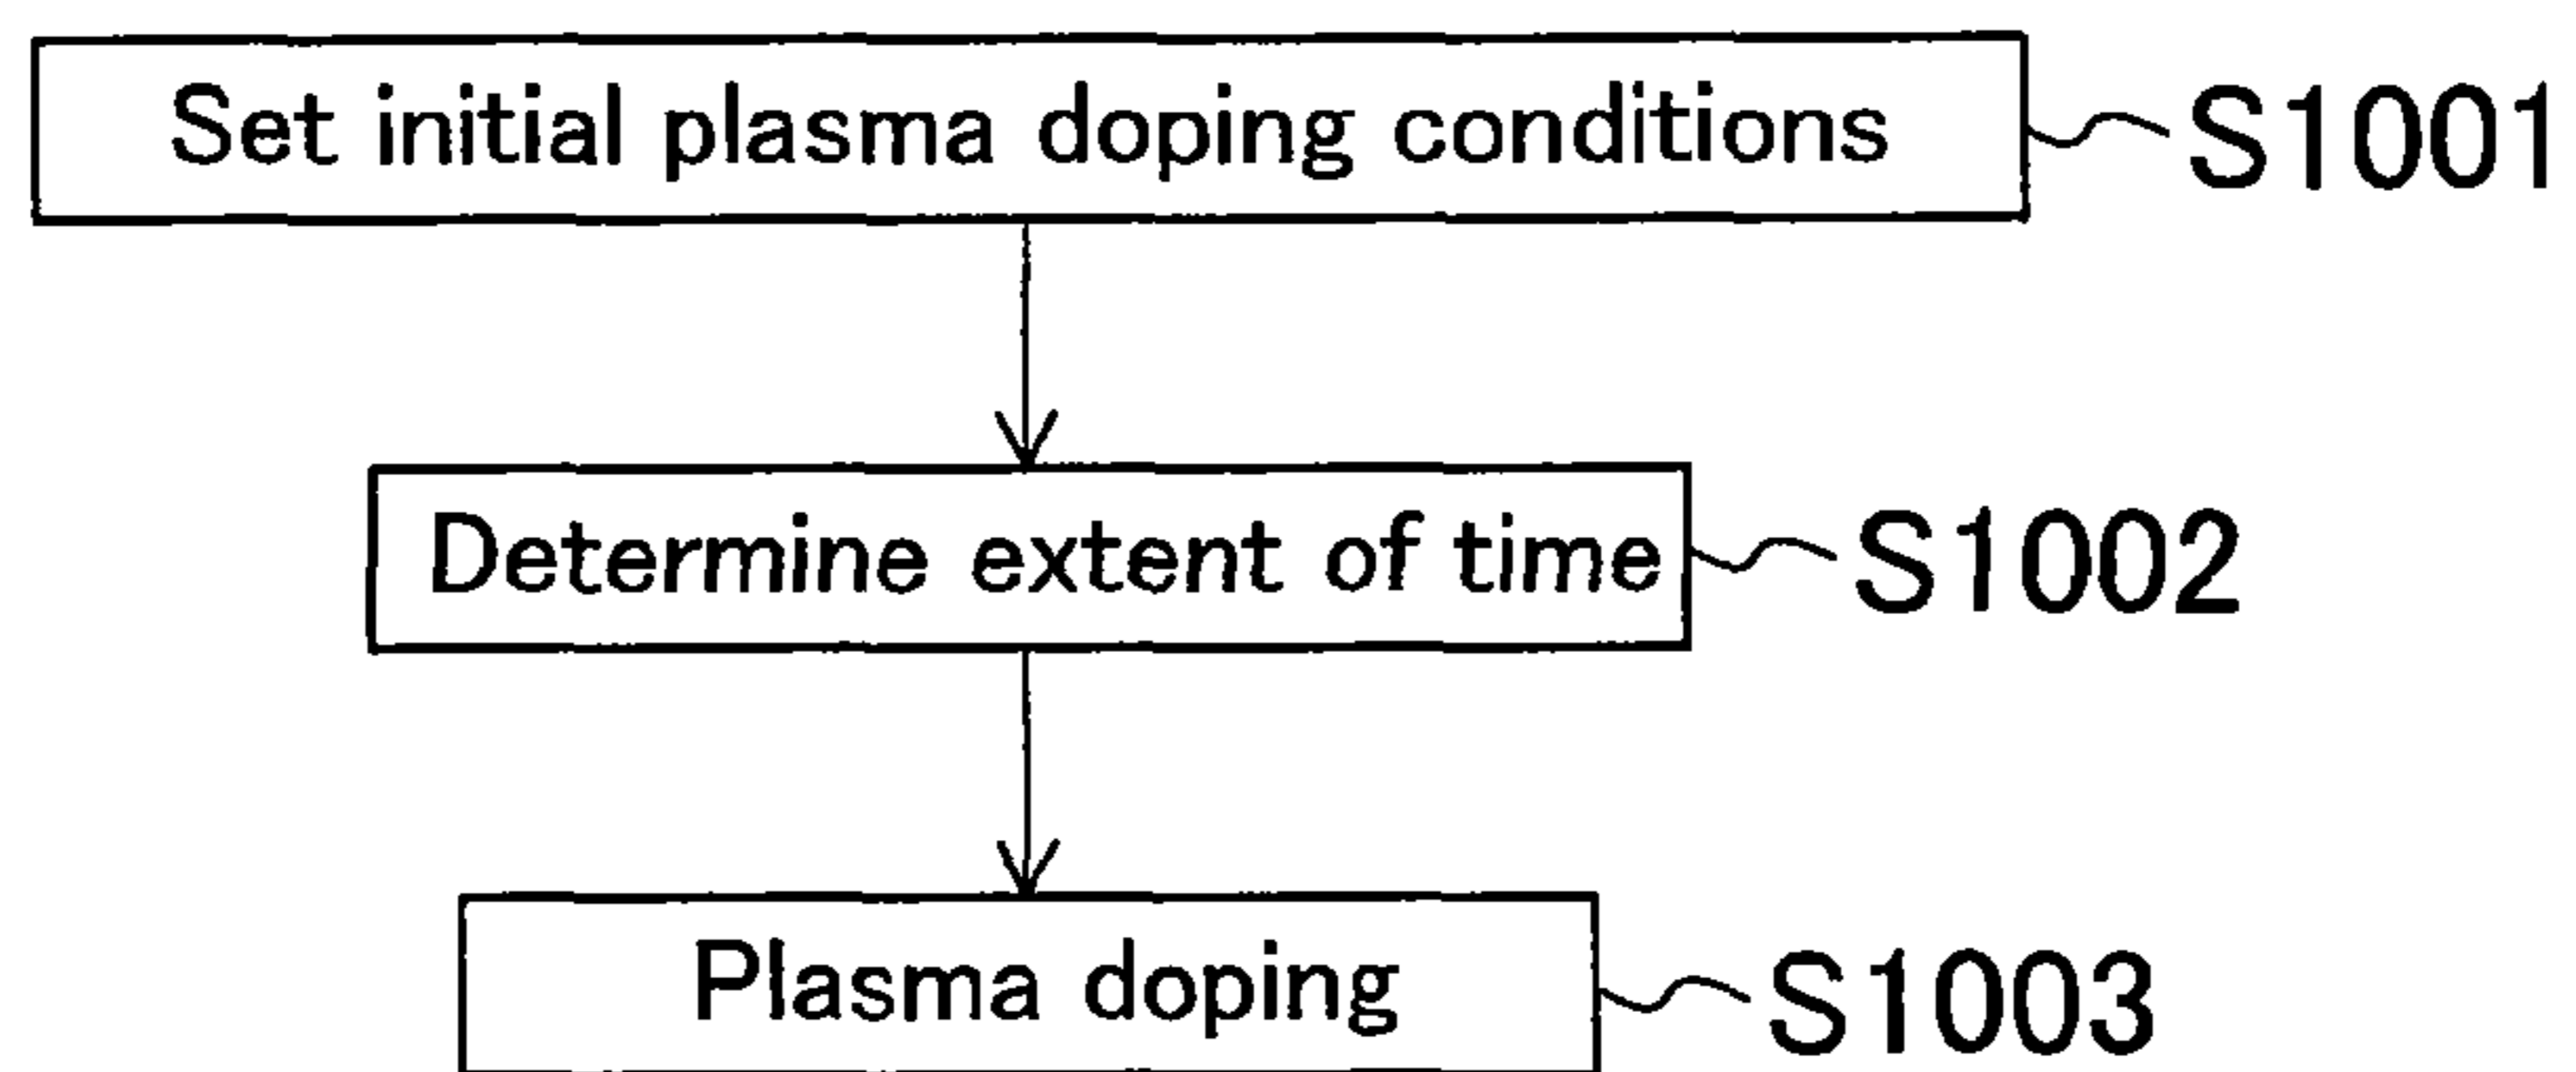 Set initial plasma doping conditions S1001
Determine extent of time S1002
Plasma doping S1003